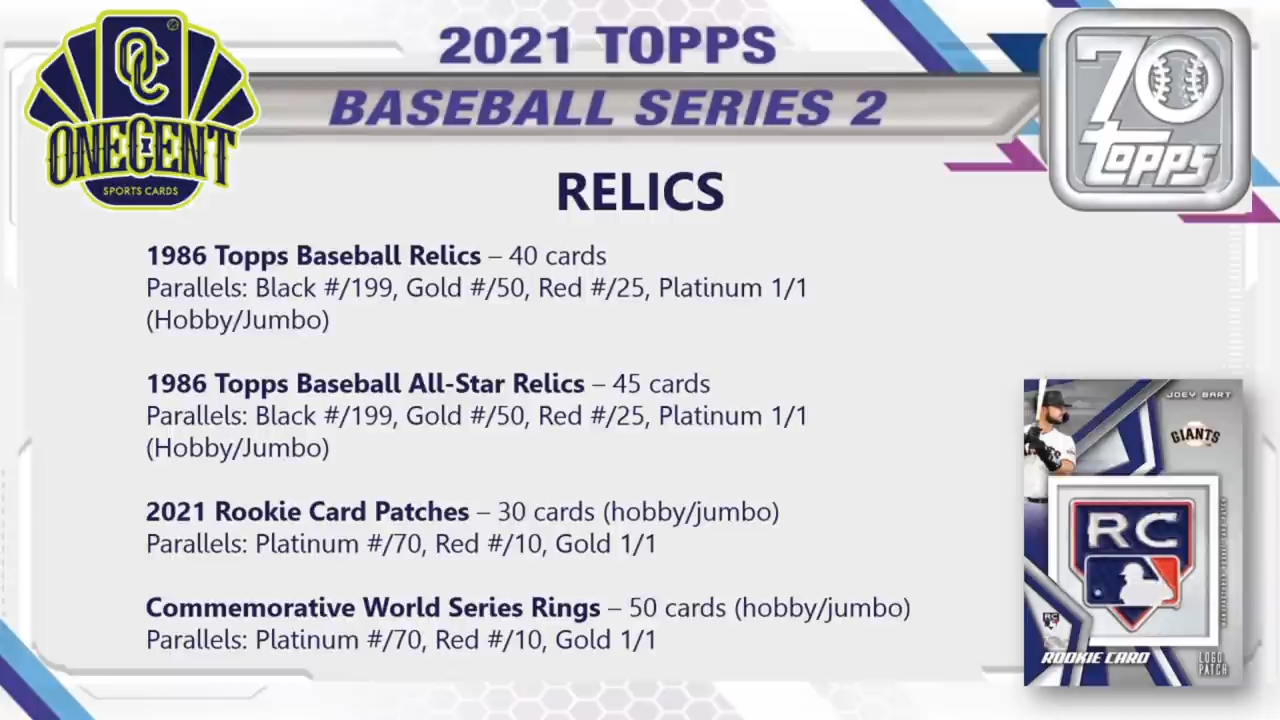 OC
ONECENT
SPORTS CARDS
2021 TOPPS
BASEBALL SERIES 2
70
Topps
RELICS
1986 Topps Baseball Relics – 40 cards
Parallels: Black #/199, Gold #/50, Red #/25, Platinum 1/1
(Hobby/Jumbo)
1986 Topps Baseball All-Star Relics – 45 cards
Parallels: Black #/199, Gold #/50, Red #/25, Platinum 1/1
(Hobby/Jumbo)
2021 Rookie Card Patches – 30 cards (hobby/jumbo)
Parallels: Platinum #/70, Red #/10, Gold 1/1
Commemorative World Series Rings – 50 cards (hobby/jumbo)
Parallels: Platinum #/70, Red #/10, Gold 1/1
JOEY BART
GIANTS
RC
RC
ROOKIE CARD
LOGO
PATCH